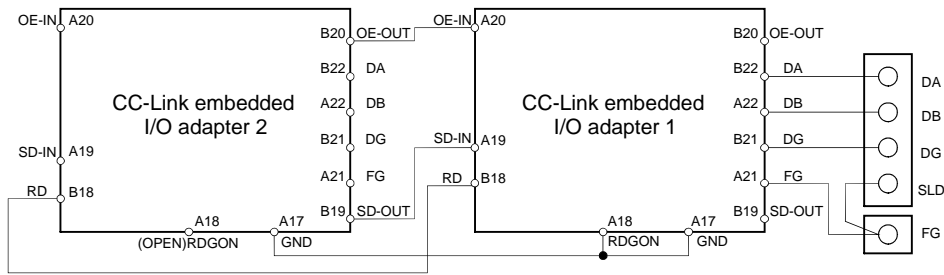 OE-IN A20 OE-IN A20
B20 OE-OUT B20 OE-OUT
B22 DA B22 DA DA
CC-Link embedded CC-Link embedded
A22 DB A22 DB DB
I/O adapter 2 I/O adapter 1
SD-IN A19 B21 DG SD-IN A19 B21 DG DG
RD B18 A21 FG RD B18 A21 FG SLD
B19 SD-OUT B19 SD-OUT
A18 A17 A18 A17 FG
(OPEN)RDGON GND RDGON GND